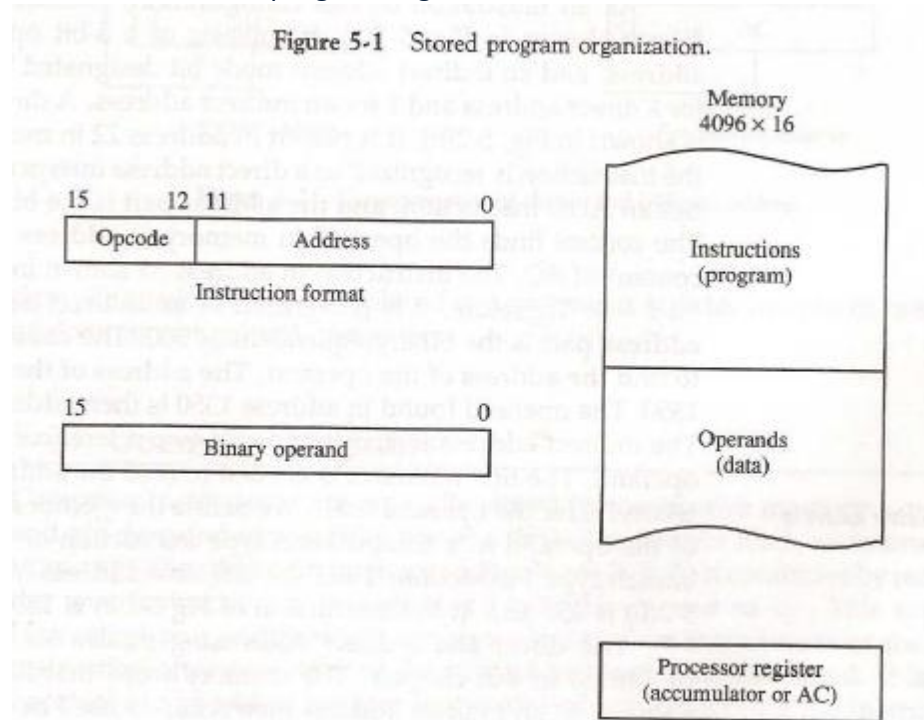 Figure 5-1 Stored program organization.
Memory
4096 × 16
15 12 11 0
Opcode Address
Instruction format
Instructions
(program)
15 0
Binary operand
Operands
(data)
Processor register
(accumulator or AC)